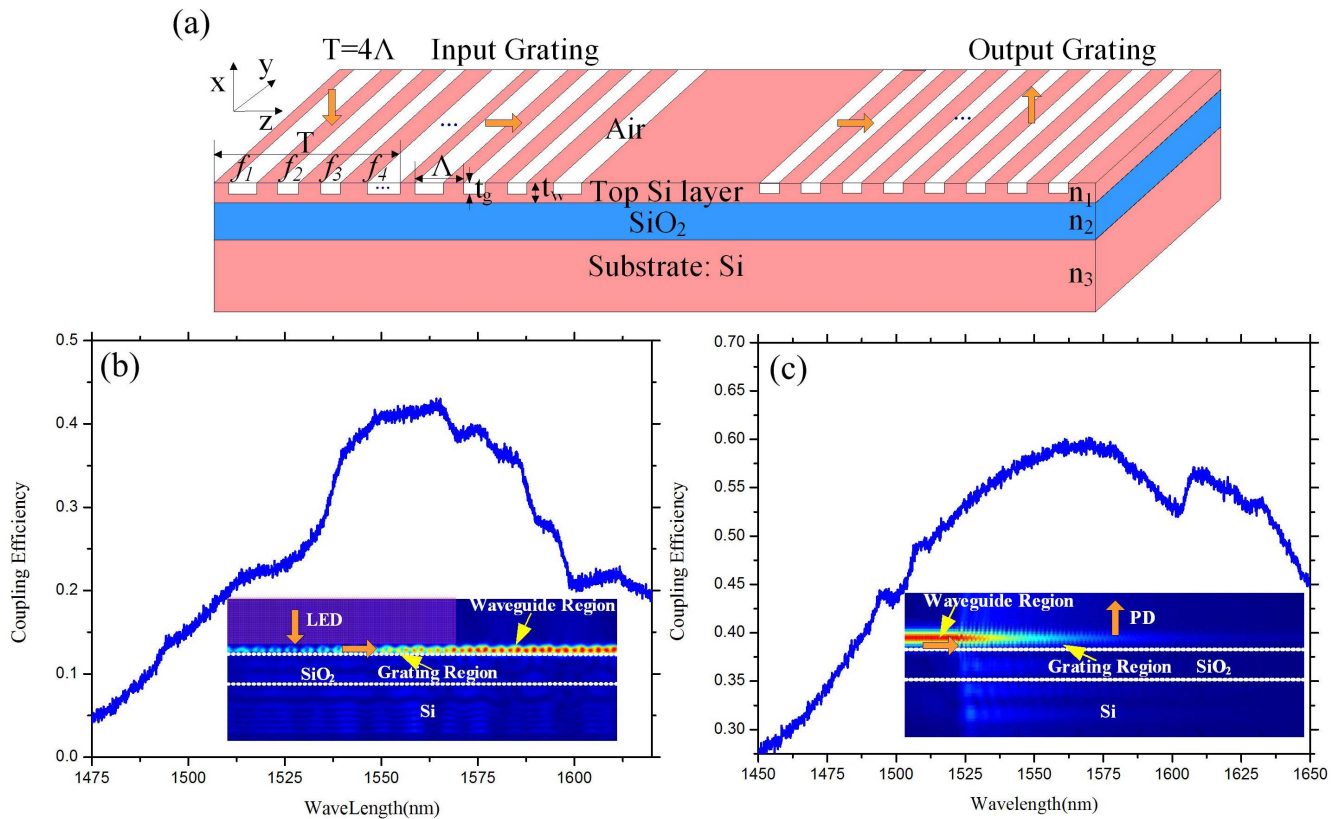 (a)
T=4Λ
Input Grating
Output Grating
x
y
z
...
...
T
Air
f1 f2 f3 f4
Λ
...
tg
tw
Top Si layer
n1
SiO2
n2
Substrate: Si
n3
(b)
Coupling Efficiency
0.5
0.4
0.3
0.2
0.1
0.0
LED
Waveguide Region
SiO2
Grating Region
Si
1475 1500 1525 1550 1575 1600
WaveLength(nm)
(c)
Coupling Efficiency
0.70
0.65
0.60
0.55
0.50
0.45
0.40
0.35
0.30
Waveguide Region
PD
Grating Region
SiO2
Si
1450 1475 1500 1525 1550 1575 1600 1625 1650
Wavelength(nm)